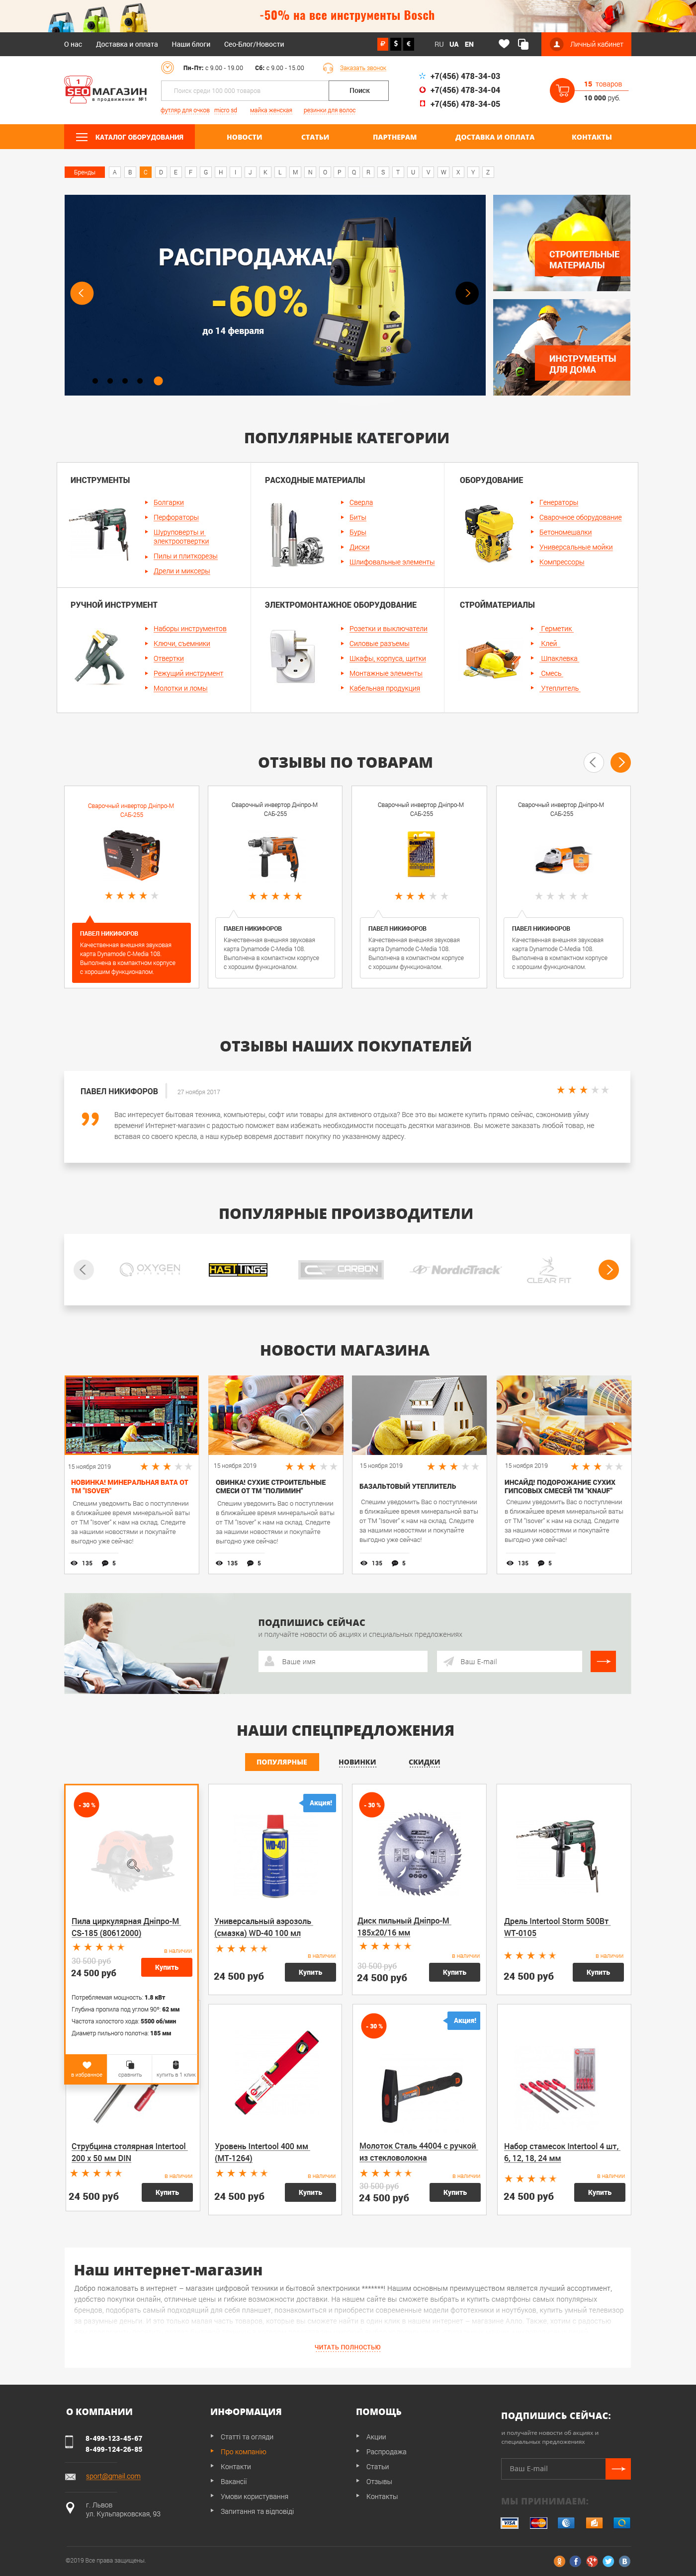 -50% на все инструменты Bosch
О нас Доставка и оплата Наши блоги Сео-Блог/Новости ₽ $ € RU UA EN Личный кабинет
Пн-Пт: с 9.00 - 19.00 Сб: с 9.00 - 15.00 Заказать звонок
1 SEO МАГАЗИН
в продвижении №1
Поиск среди 100 000 товаров Поиск
футляр для очков micro sd майка женская резинки для волос
+7(456) 478-34-03
+7(456) 478-34-04
+7(456) 478-34-05
15 товаров
10 000 руб.
КАТАЛОГ ОБОРУДОВАНИЯ НОВОСТИ СТАТЬИ ПАРТНЕРАМ ДОСТАВКА И ОПЛАТА КОНТАКТЫ
Бренды A B C D E F G H I J K L M N O P Q R S T U V W X Y Z
РАСПРОДАЖА!
-60%
до 14 февраля
СТРОИТЕЛЬНЫЕ
МАТЕРИАЛЫ
ИНСТРУМЕНТЫ
ДЛЯ ДОМА
ПОПУЛЯРНЫЕ КАТЕГОРИИ
ИНСТРУМЕНТЫ
Болгарки
Перфораторы
Шуруповерты и
электроотвертки
Пилы и плиткорезы
Дрели и миксеры
РАСХОДНЫЕ МАТЕРИАЛЫ
Сверла
Биты
Буры
Диски
Шлифовальные элементы
ОБОРУДОВАНИЕ
Генераторы
Сварочное оборудование
Бетономешалки
Универсальные мойки
Компрессоры
РУЧНОЙ ИНСТРУМЕНТ
Наборы инструментов
Ключи, съемники
Отвертки
Режущий инструмент
Молотки и ломы
ЭЛЕКТРОМОНТАЖНОЕ ОБОРУДОВАНИЕ
Розетки и выключатели
Силовые разъемы
Шкафы, корпуса, щитки
Монтажные элементы
Кабельная продукция
СТРОЙМАТЕРИАЛЫ
Герметик
Клей
Шпаклевка
Смесь
Утеплитель
ОТЗЫВЫ ПО ТОВАРАМ
Сварочный инвертор Дніпро-М
САБ-255
ПАВЕЛ НИКИФОРОВ
Качественная внешняя звуковая
карта Dynamode C-Media 108.
Выполнена в компактном корпусе
с хорошим функционалом.
Сварочный инвертор Дніпро-М
САБ-255
ПАВЕЛ НИКИФОРОВ
Качественная внешняя звуковая
карта Dynamode C-Media 108.
Выполнена в компактном корпусе
с хорошим функционалом.
Сварочный инвертор Дніпро-М
САБ-255
ПАВЕЛ НИКИФОРОВ
Качественная внешняя звуковая
карта Dynamode C-Media 108.
Выполнена в компактном корпусе
с хорошим функционалом.
Сварочный инвертор Дніпро-М
САБ-255
ПАВЕЛ НИКИФОРОВ
Качественная внешняя звуковая
карта Dynamode C-Media 108.
Выполнена в компактном корпусе
с хорошим функционалом.
ОТЗЫВЫ НАШИХ ПОКУПАТЕЛЕЙ
ПАВЕЛ НИКИФОРОВ 27 ноября 2017
Вас интересует бытовая техника, компьютеры, софт или товары для активного отдыха? Все это вы можете купить прямо сейчас, сэкономив уйму
времени! Интернет-магазин с радостью поможет вам избежать необходимости посещать десятки магазинов. Вы можете заказать любой товар, не
вставая со своего кресла, а наш курьер вовремя доставит покупку по указанному адресу.
ПОПУЛЯРНЫЕ ПРОИЗВОДИТЕЛИ
OXYGEN FITNESS HASTTINGS CARBON NordicTrack CLEAR FIT
НОВОСТИ МАГАЗИНА
15 ноября 2019
НОВИНКА! МИНЕРАЛЬНАЯ ВАТА ОТ
ТМ "ISOVER"
Спешим уведомить Вас о поступлении
в ближайшее время минеральной ваты
от ТМ "Isover" к нам на склад. Следите
за нашими новостями и покупайте
выгодно уже сейчас!
135 5
15 ноября 2019
ОВИНКА! СУХИЕ СТРОИТЕЛЬНЫЕ
СМЕСИ ОТ ТМ "ПОЛИМИН"
Спешим уведомить Вас о поступлении
в ближайшее время минеральной ваты
от ТМ "Isover" к нам на склад. Следите
за нашими новостями и покупайте
выгодно уже сейчас!
135 5
15 ноября 2019
БАЗАЛЬТОВЫЙ УТЕПЛИТЕЛЬ
Спешим уведомить Вас о поступлении
в ближайшее время минеральной ваты
от ТМ "Isover" к нам на склад. Следите
за нашими новостями и покупайте
выгодно уже сейчас!
135 5
15 ноября 2019
ИНСАЙД! ПОДОРОЖАНИЕ СУХИХ
ГИПСОВЫХ СМЕСЕЙ ТМ "KNAUF"
Спешим уведомить Вас о поступлении
в ближайшее время минеральной ваты
от ТМ "Isover" к нам на склад. Следите
за нашими новостями и покупайте
выгодно уже сейчас!
135 5
ПОДПИШИСЬ СЕЙЧАС
и получайте новости об акциях и специальных предложениях
Ваше имя Ваш E-mail
НАШИ СПЕЦПРЕДЛОЖЕНИЯ
ПОПУЛЯРНЫЕ НОВИНКИ СКИДКИ
- 30 %
Пила циркулярная Дніпро-М
CS-185 (80612000)
в наличии
30 500 руб
24 500 руб Купить
Потребляемая мощность: 1.8 кВт
Глубина пропила под углом 90º: 62 мм
Частота холостого хода: 5500 об/мин
Диаметр пильного полотна: 185 мм
в избранное сравнить купить в 1 клик
Акция!
WD-40
Универсальный аэрозоль
(смазка) WD-40 100 мл
в наличии
24 500 руб Купить
- 30 %
Диск пильный Дніпро-М
185х20/16 мм
в наличии
30 500 руб
24 500 руб Купить
Дрель Intertool Storm 500Вт
WT-0105
в наличии
24 500 руб Купить
Струбцина столярная Intertool
200 x 50 мм DIN
в наличии
24 500 руб Купить
Уровень Intertool 400 мм
(MT-1264)
в наличии
24 500 руб Купить
- 30 %
Акция!
Молоток Сталь 44004 с ручкой
из стекловолокна
в наличии
30 500 руб
24 500 руб Купить
Набор стамесок Intertool 4 шт,
6, 12, 18, 24 мм
в наличии
24 500 руб Купить
Наш интернет-магазин
Добро пожаловать в интернет – магазин цифровой техники и бытовой электроники *******! Нашим основным преимуществом является лучший ассортимент,
удобство покупки онлайн, отличные цены и гибкие возможности доставки. На нашем сайте вы сможете выбрать и купить смартфоны самых популярных
брендов, подобрать самый подходящий для себя планшет, познакомиться и приобрести современные модели фототехники и ноутбуков, купить умный телевизор
ЧИТАТЬ ПОЛНОСТЬЮ
О КОМПАНИИ
8-499-123-45-67
8-499-124-26-85
sport@gmail.com
г. Львов
ул. Кульпарковская, 93
ИНФОРМАЦИЯ
Статті та огляди
Про компанію
Контакти
Вакансії
Умови користування
Запитання та відповіді
ПОМОЩЬ
Акции
Распродажа
Статьи
Отзывы
Контакты
ПОДПИШИСЬ СЕЙЧАС:
и получайте новости об акциях и
специальных предложениях
Ваш E-mail
МЫ ПРИНИМАЕМ:
VISA MasterCard
©2019 Все права защищены.